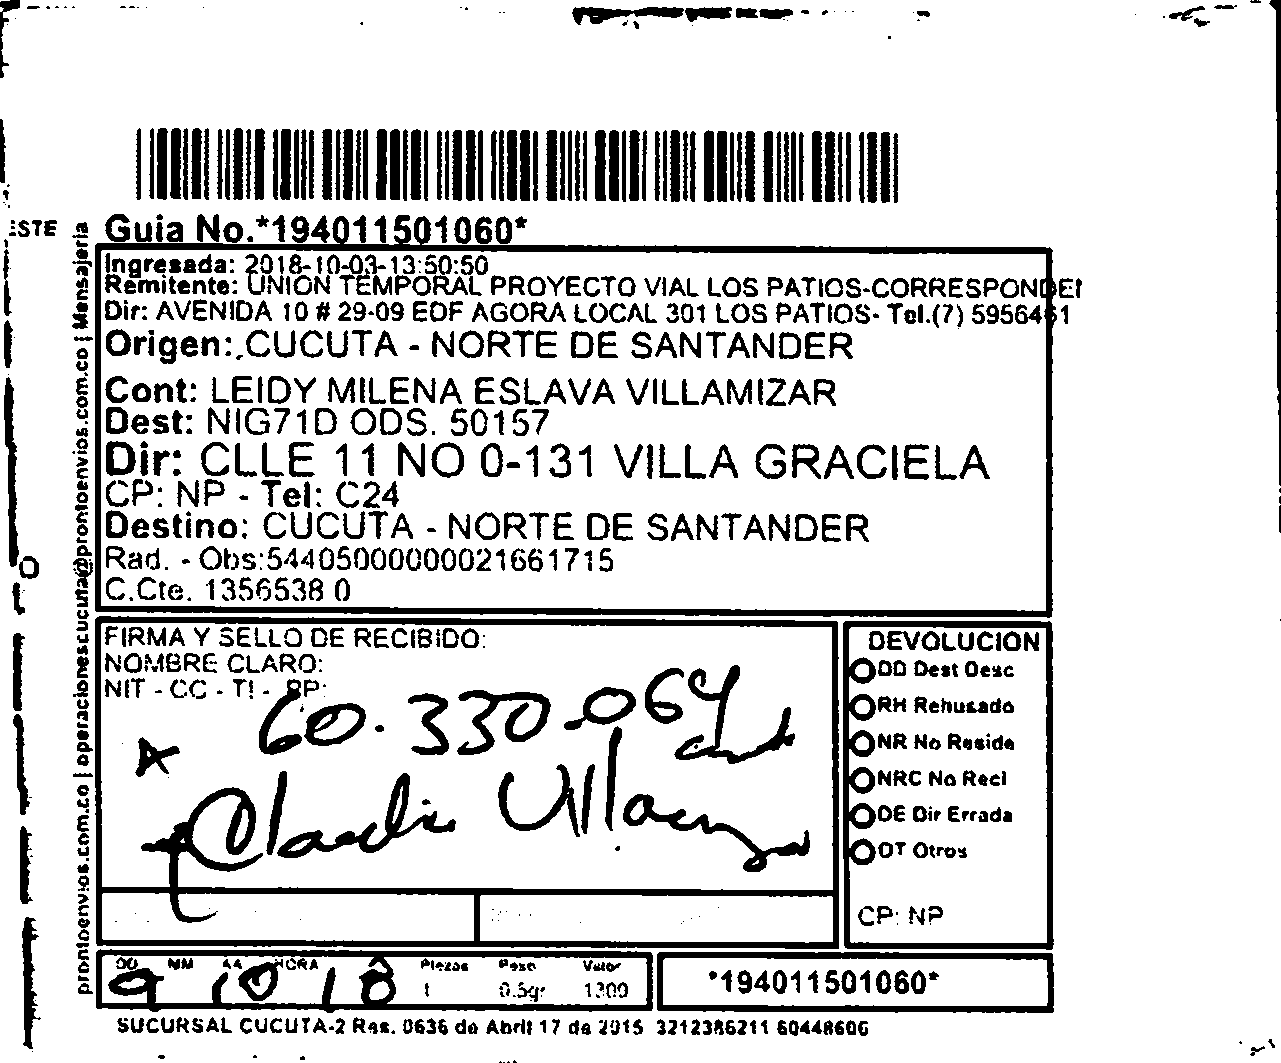 Guia No.*194011501060*
Ingresada: 2018-10-03-13:50:50
Remitente: UNION TEMPORAL PROYECTO VIAL LOS PATIOS-CORRESPONDEN
Dir: AVENIDA 10 # 29-09 EDF AGORA LOCAL 301 LOS PATIOS- Tel.(7) 5956461
Origen: CUCUTA - NORTE DE SANTANDER
Cont: LEIDY MILENA ESLAVA VILLAMIZAR
Dest: NIG71D ODS. 50157
Dir: CLLE 11 NO 0-131 VILLA GRACIELA
CP: NP - Tel: C24
Destino: CUCUTA - NORTE DE SANTANDER
Rad. - Obs:544050000000021661715
C.Cte. 1356538 0
prontoenvios.com.co | operacionescucuta@prontoenvios.com.co | Mensajeria
FIRMA Y SELLO DE RECIBIDO:
NOMBRE CLARO:
NIT - CC - TI - RP:
60.330.064
Claudia
DEVOLUCION
DD Dest Desc
RH Rehusado
NR No Reside
NRC No Recl
DE Dir Errada
OT Otros
CP: NP
DD MM AA HORA Piezas Peso Valor
9 10 18 1 0.5gr 1300
*194011501060*
SUCURSAL CUCUTA-2 Res. 0636 de Abril 17 de 2015 3212386211 60448606